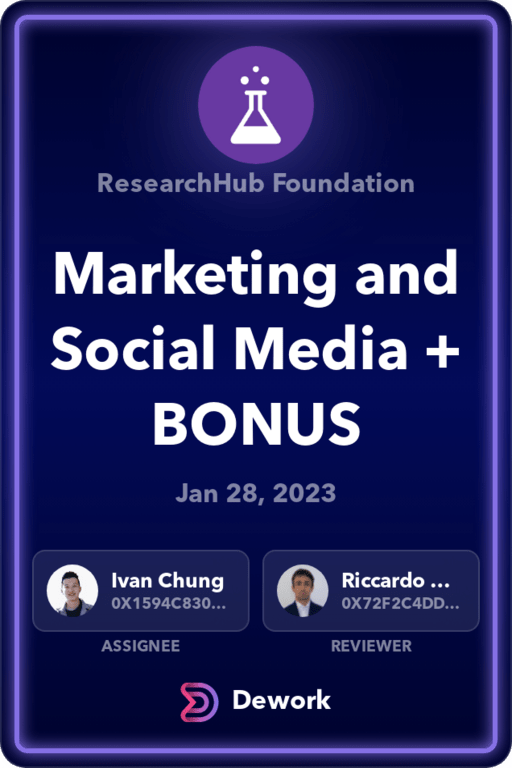 ResearchHub Foundation
Marketing and
Social Media +
BONUS
Jan 28, 2023
Ivan Chung
0X1594C830...
ASSIGNEE
Riccardo ...
0X72F2C4DD...
REVIEWER
Dework